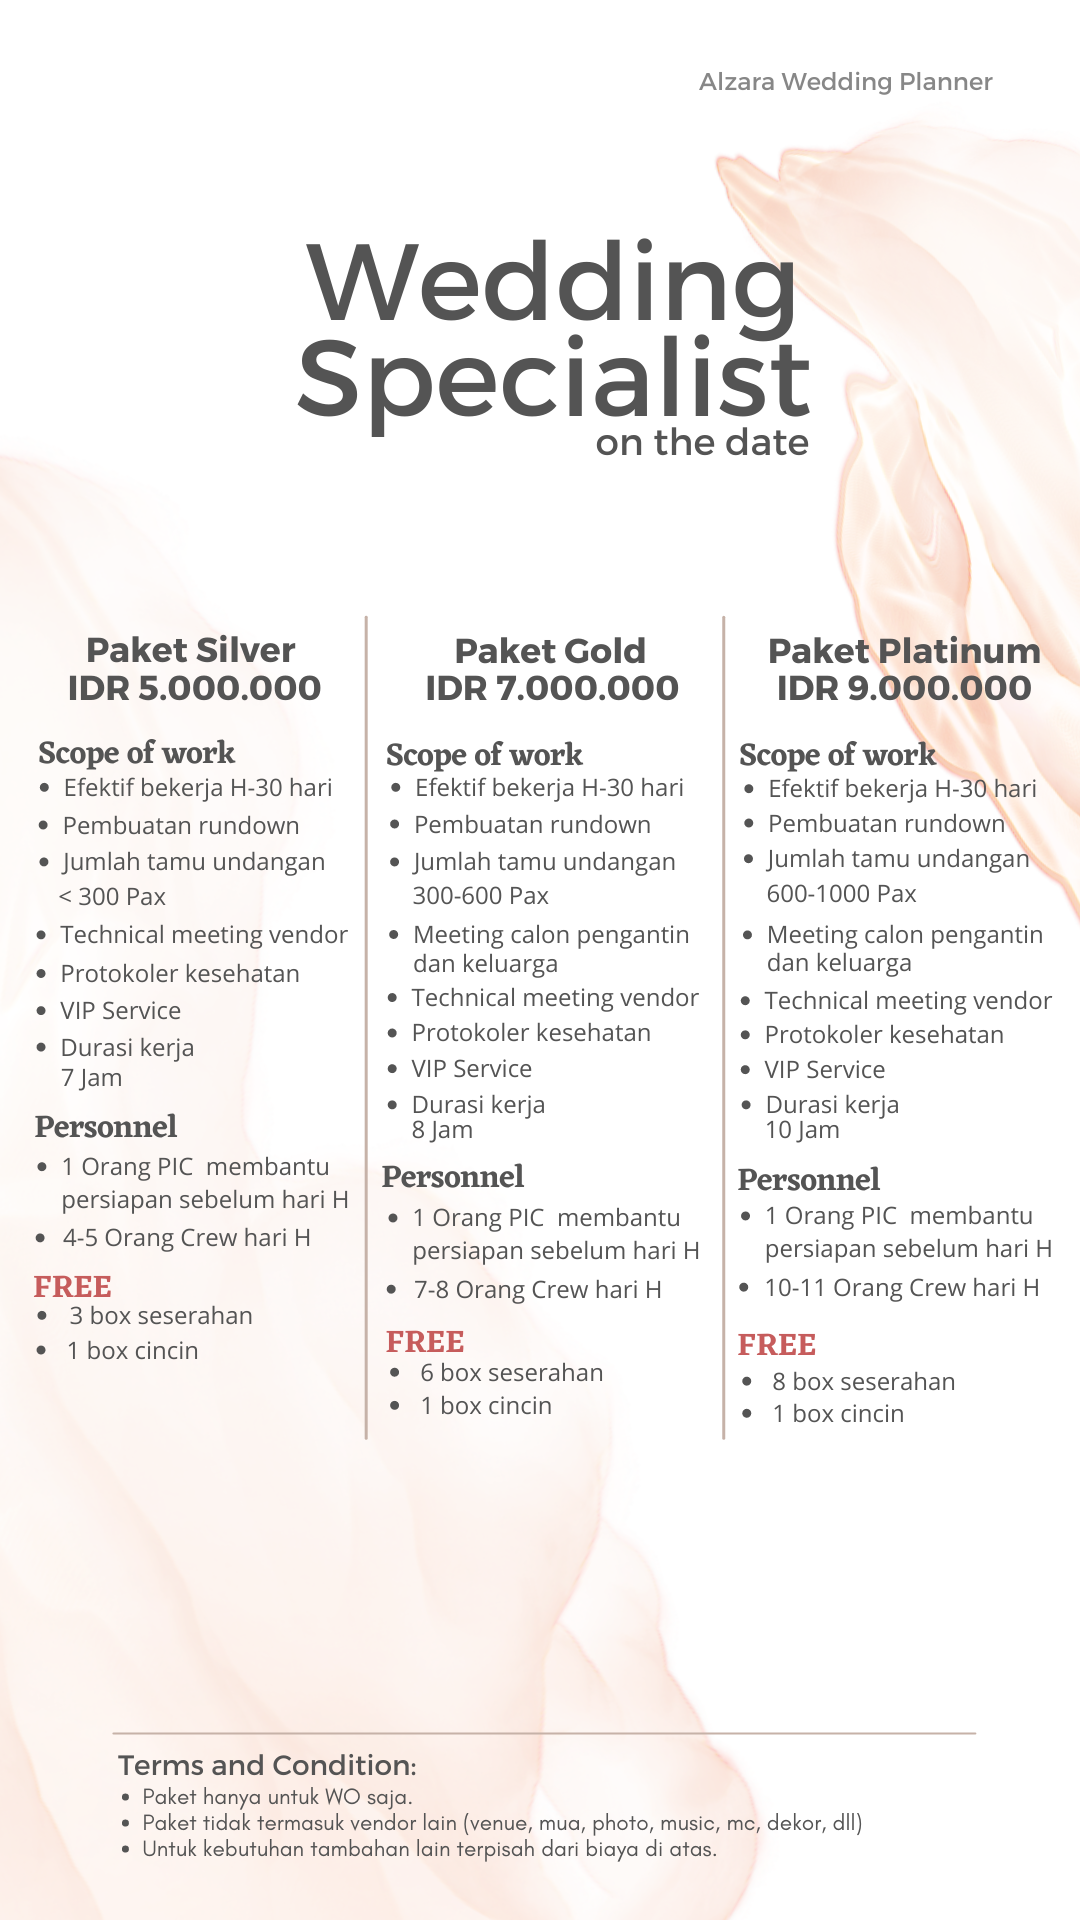 Alzara Wedding Planner
Wedding
Specialist
on the date
Paket Silver
IDR 5.000.000
Scope of work
• Efektif bekerja H-30 hari
• Pembuatan rundown
• Jumlah tamu undangan
< 300 Pax
• Technical meeting vendor
• Protokoler kesehatan
• VIP Service
• Durasi kerja
7 Jam
Personnel
• 1 Orang PIC  membantu
persiapan sebelum hari H
• 4-5 Orang Crew hari H
FREE
• 3 box seserahan
• 1 box cincin
Paket Gold
IDR 7.000.000
Scope of work
• Efektif bekerja H-30 hari
• Pembuatan rundown
• Jumlah tamu undangan
300-600 Pax
• Meeting calon pengantin
dan keluarga
• Technical meeting vendor
• Protokoler kesehatan
• VIP Service
• Durasi kerja
8 Jam
Personnel
• 1 Orang PIC  membantu
persiapan sebelum hari H
• 7-8 Orang Crew hari H
FREE
• 6 box seserahan
• 1 box cincin
Paket Platinum
IDR 9.000.000
Scope of work
• Efektif bekerja H-30 hari
• Pembuatan rundown
• Jumlah tamu undangan
600-1000 Pax
• Meeting calon pengantin
dan keluarga
• Technical meeting vendor
• Protokoler kesehatan
• VIP Service
• Durasi kerja
10 Jam
Personnel
• 1 Orang PIC  membantu
persiapan sebelum hari H
• 10-11 Orang Crew hari H
FREE
• 8 box seserahan
• 1 box cincin
Terms and Condition:
• Paket hanya untuk WO saja.
• Paket tidak termasuk vendor lain (venue, mua, photo, music, mc, dekor, dll)
• Untuk kebutuhan tambahan lain terpisah dari biaya di atas.